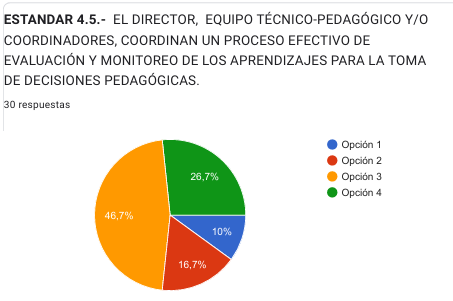 ESTANDAR 4.5.- EL DIRECTOR, EQUIPO TÉCNICO-PEDAGÓGICO Y/O
COORDINADORES, COORDINAN UN PROCESO EFECTIVO DE
EVALUACIÓN Y MONITOREO DE LOS APRENDIZAJES PARA LA TOMA
DE DECISIONES PEDAGÓGICAS.
30 respuestas
Opción 1
Opción 2
Opción 3
Opción 4
26,7%
46,7%
10%
16,7%